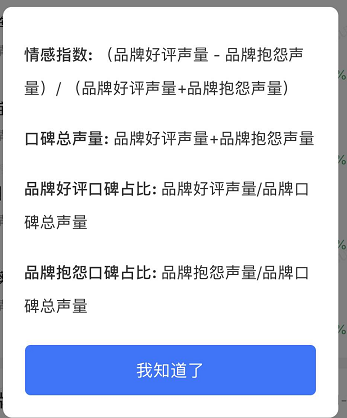 情感指数: （品牌好评声量 - 品牌抱怨声
量）/ （品牌好评声量+品牌抱怨声量）
口碑总声量: 品牌好评声量+品牌抱怨声量
品牌好评口碑占比: 品牌好评声量/品牌口
碑总声量
品牌抱怨口碑占比: 品牌抱怨声量/品牌口
碑总声量
我知道了